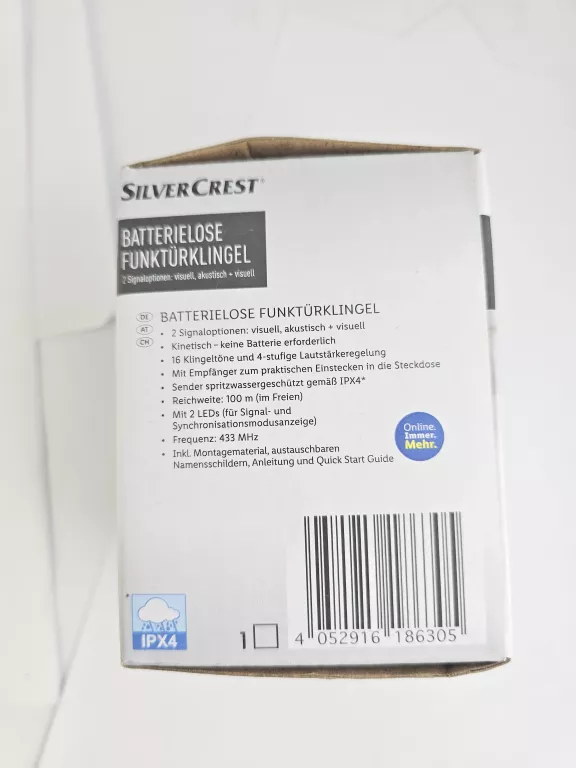 SILVERCREST®
BATTERIELOSE
FUNKTÜRKLINGEL
2 Signaloptionen: visuell, akustisch + visuell
DE BATTERIELOSE FUNKTÜRKLINGEL
AT
CH
• 2 Signaloptionen: visuell, akustisch + visuell
• Kinetisch – keine Batterie erforderlich
• 16 Klingeltöne und 4-stufige Lautstärkeregelung
• Mit Empfänger zum praktischen Einstecken in die Steckdose
• Sender spritzwassergeschützt gemäß IPX4*
• Reichweite: 100 m (im Freien)
• Mit 2 LEDs (für Signal- und
Synchronisationsmodusanzeige)
• Frequenz: 433 MHz
• Inkl. Montagematerial, austauschbaren
Namensschildern, Anleitung und Quick Start Guide
Online.
Immer.
Mehr.
*
IPX4
1
4 052916 186305